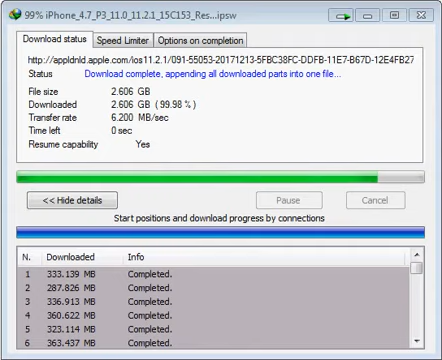 99% iPhone_4.7_P3_11.0_11.2.1_15C153_Res...ipsw
Download status
Speed Limiter
Options on completion
http://appldnld.apple.com/ios11.2.1/091-55053-20171213-5FBC38FC-DDFB-11E7-B67D-12E4FB27
Status Download complete, appending all downloaded parts into one file...
File size 2.606 GB
Downloaded 2.606 GB ( 99.98 % )
Transfer rate 6.200 MB/sec
Time left 0 sec
Resume capability Yes
<< Hide details
Pause
Cancel
Start positions and download progress by connections
N. Downloaded Info
1 333.139 MB Completed.
2 287.826 MB Completed.
3 336.913 MB Completed.
4 360.622 MB Completed.
5 323.114 MB Completed.
6 363.437 MB Completed.